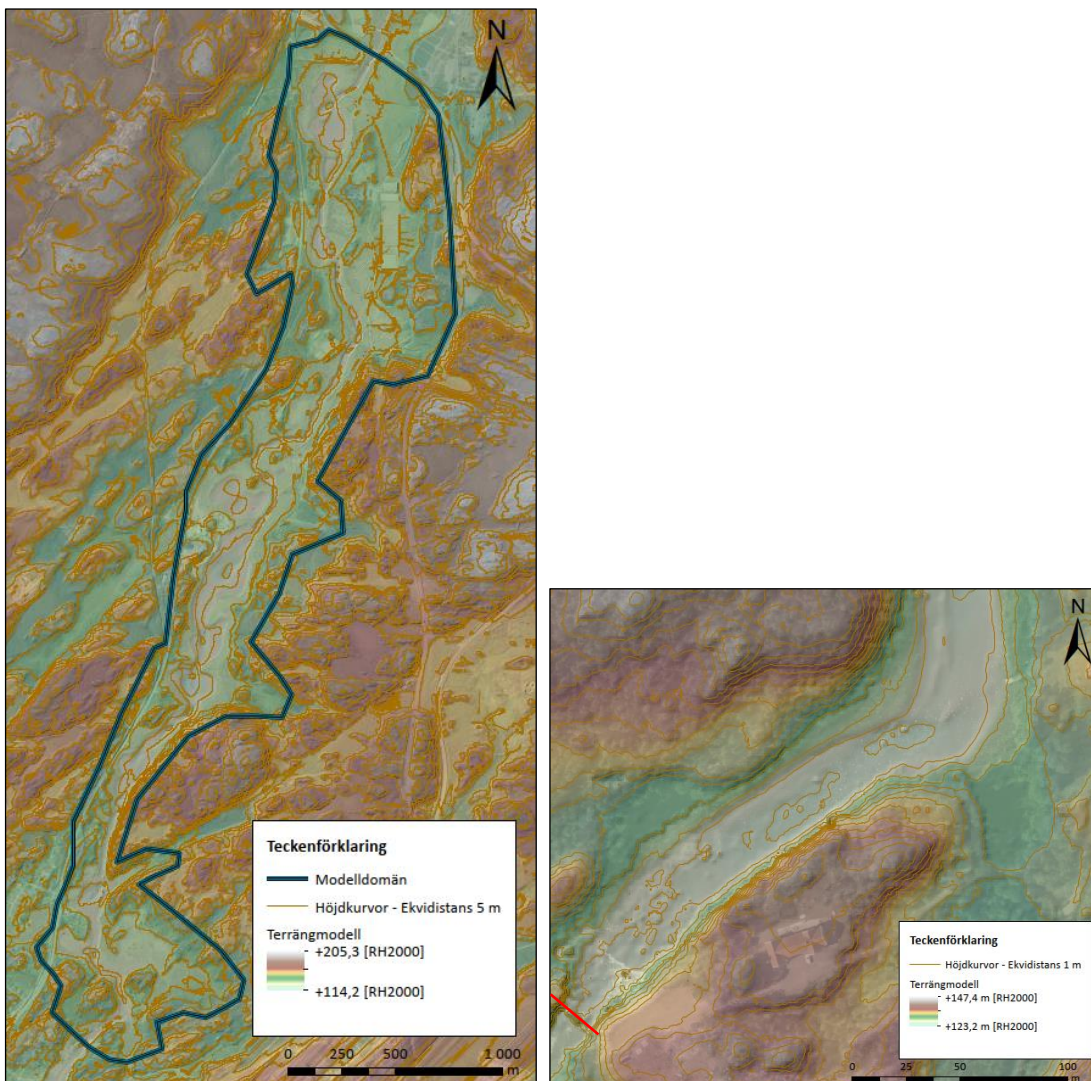 N
Teckenförklaring
Modelldomän
Höjdkurvor - Ekvidistans 5 m
Terrängmodell
+205,3 [RH2000]
+114,2 [RH2000]
0 250 500 1 000
m
N
Teckenförklaring
Höjdkurvor - Ekvidistans 1 m
Terrängmodell
+147,4 m [RH2000]
+123,2 m [RH2000]
0 25 50 100
m